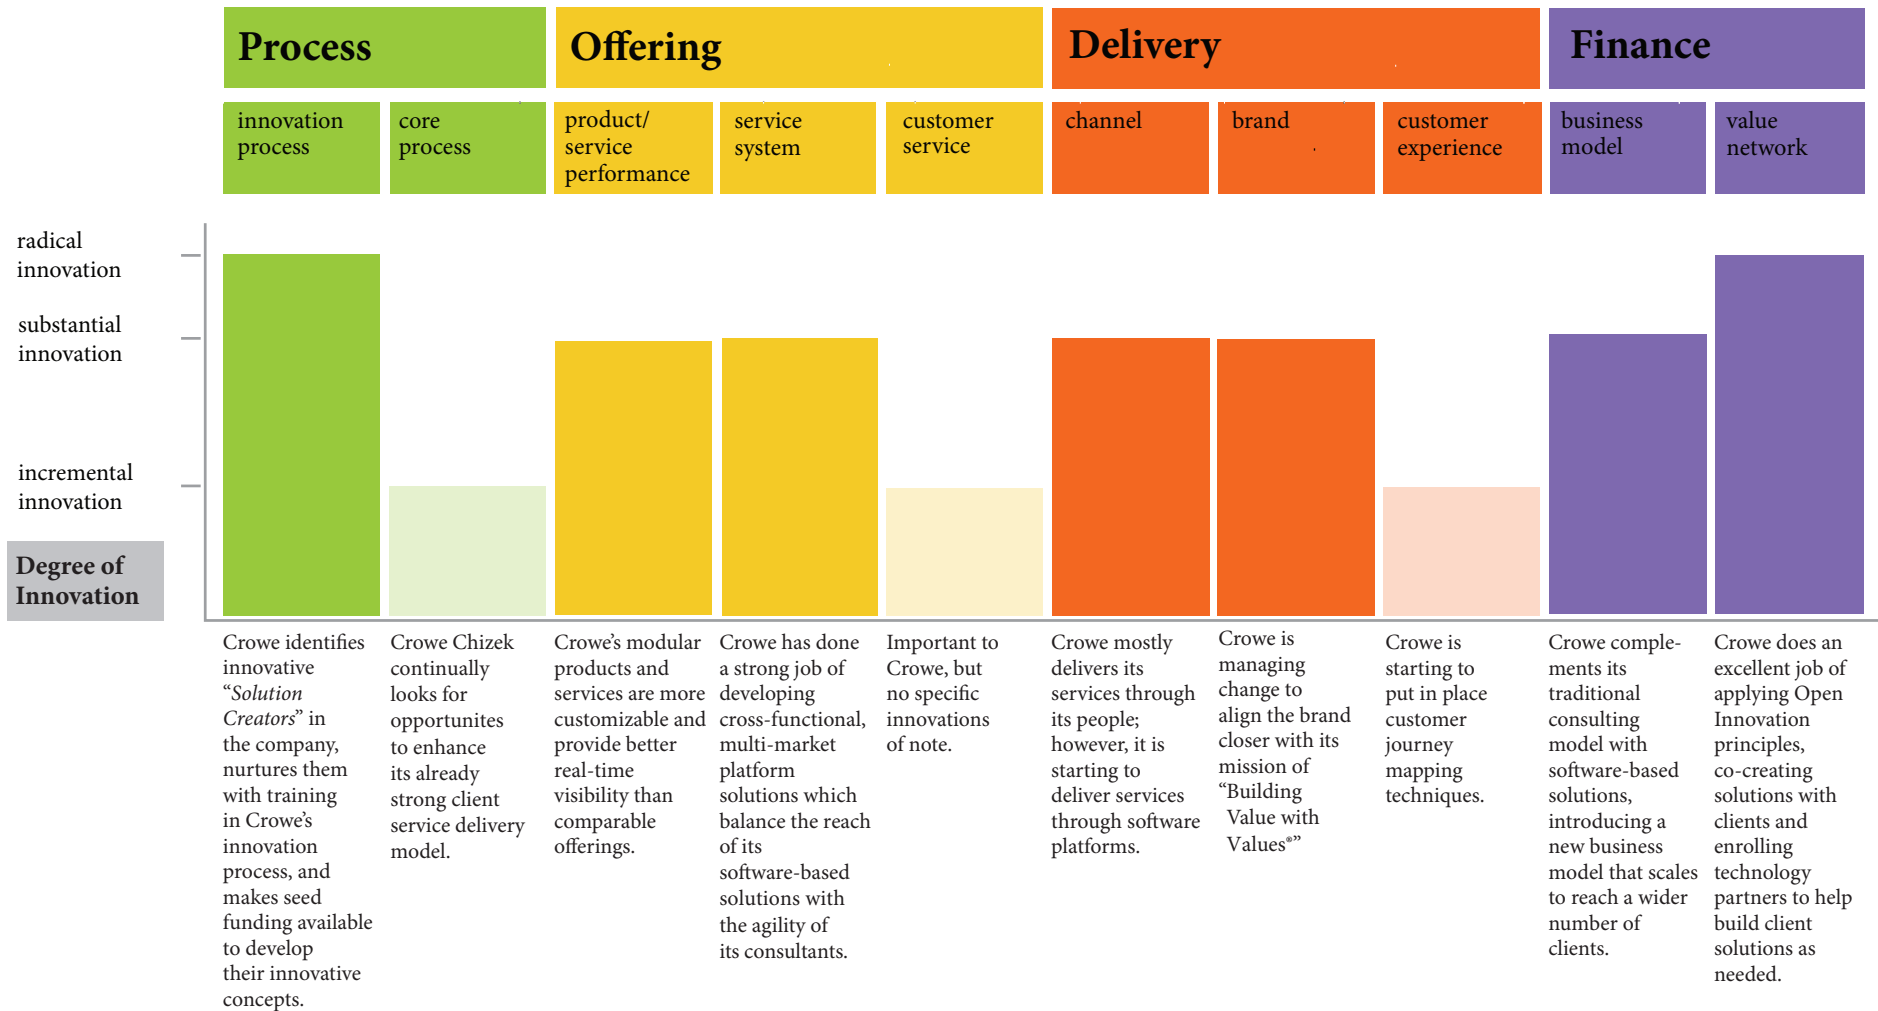 Process
Offering
Delivery
Finance
innovation
process
core
process
product/
service
performance
service
system
customer
service
channel
brand
customer
experience
business
model
value
network
radical
innovation
substantial
innovation
incremental
innovation
Degree of
Innovation
Crowe identifies
innovative
“Solution
Creators” in
the company,
nurtures them
with training
in Crowe’s
innovation
process, and
makes seed
funding available
to develop
their innovative
concepts.
Crowe Chizek
continually
looks for
opportunites
to enhance
its already
strong client
service delivery
model.
Crowe’s modular
products and
services are more
customizable and
provide better
real-time
visibility than
comparable
offerings.
Crowe has done
a strong job of
developing
cross-functional,
multi-market
platform
solutions which
balance the reach
of its
software-based
solutions with
the agility of
its consultants.
Important to
Crowe, but
no specific
innovations
of note.
Crowe mostly
delivers its
services through
its people;
however, it is
starting to
deliver services
through software
platforms.
Crowe is
managing
change to
align the brand
closer with its
mission of
“Building
Value with
Values®”
Crowe is
starting to
put in place
customer
journey
mapping
techniques.
Crowe comple-
ments its
traditional
consulting
model with
software-based
solutions,
introducing a
new business
model that scales
to reach a wider
number of
clients.
Crowe does an
excellent job of
applying Open
Innovation
principles,
co-creating
solutions with
clients and
enrolling
technology
partners to help
build client
solutions as
needed.